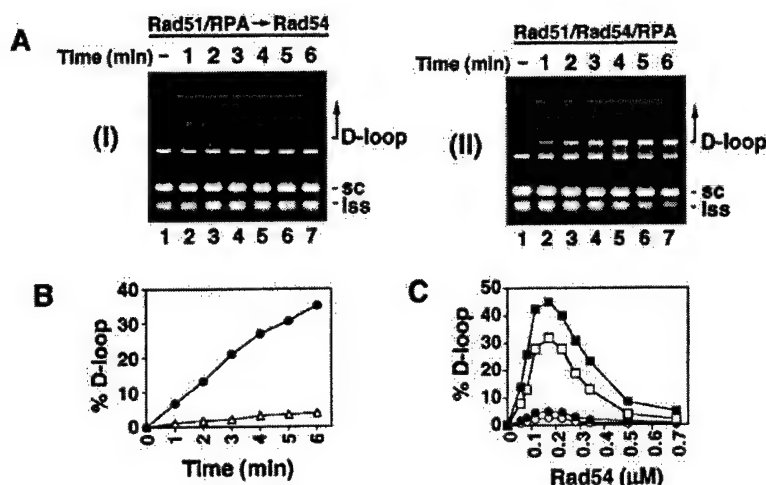 A
Rad51/RPA → Rad54
Time (min) – 1 2 3 4 5 6
(I)
D-loop
sc
lss
1 2 3 4 5 6 7
Rad51/Rad54/RPA
Time (min) – 1 2 3 4 5 6
(II)
D-loop
sc
lss
1 2 3 4 5 6 7
B
% D-loop
40
30
20
10
0
0 1 2 3 4 5 6
Time (min)
C
% D-loop
50
40
30
20
10
0
0 0.1 0.2 0.3 0.4 0.5 0.6 0.7
Rad54 (µM)